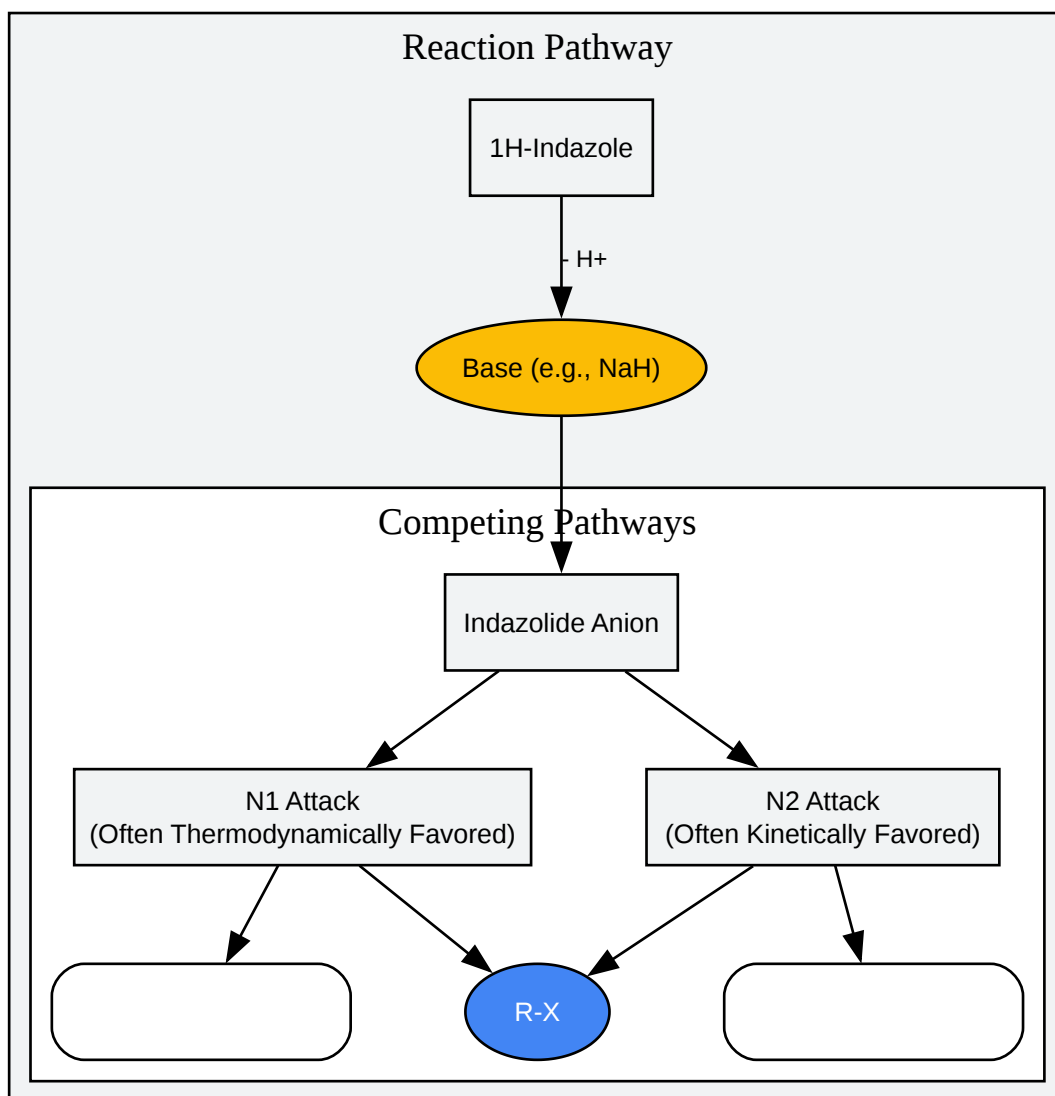 Reaction Pathway
1H-Indazole
- H+
Base (e.g., NaH)
Competing Pathways
Indazolide Anion
N1 Attack
(Often Thermodynamically Favored)
N2 Attack
(Often Kinetically Favored)
R-X